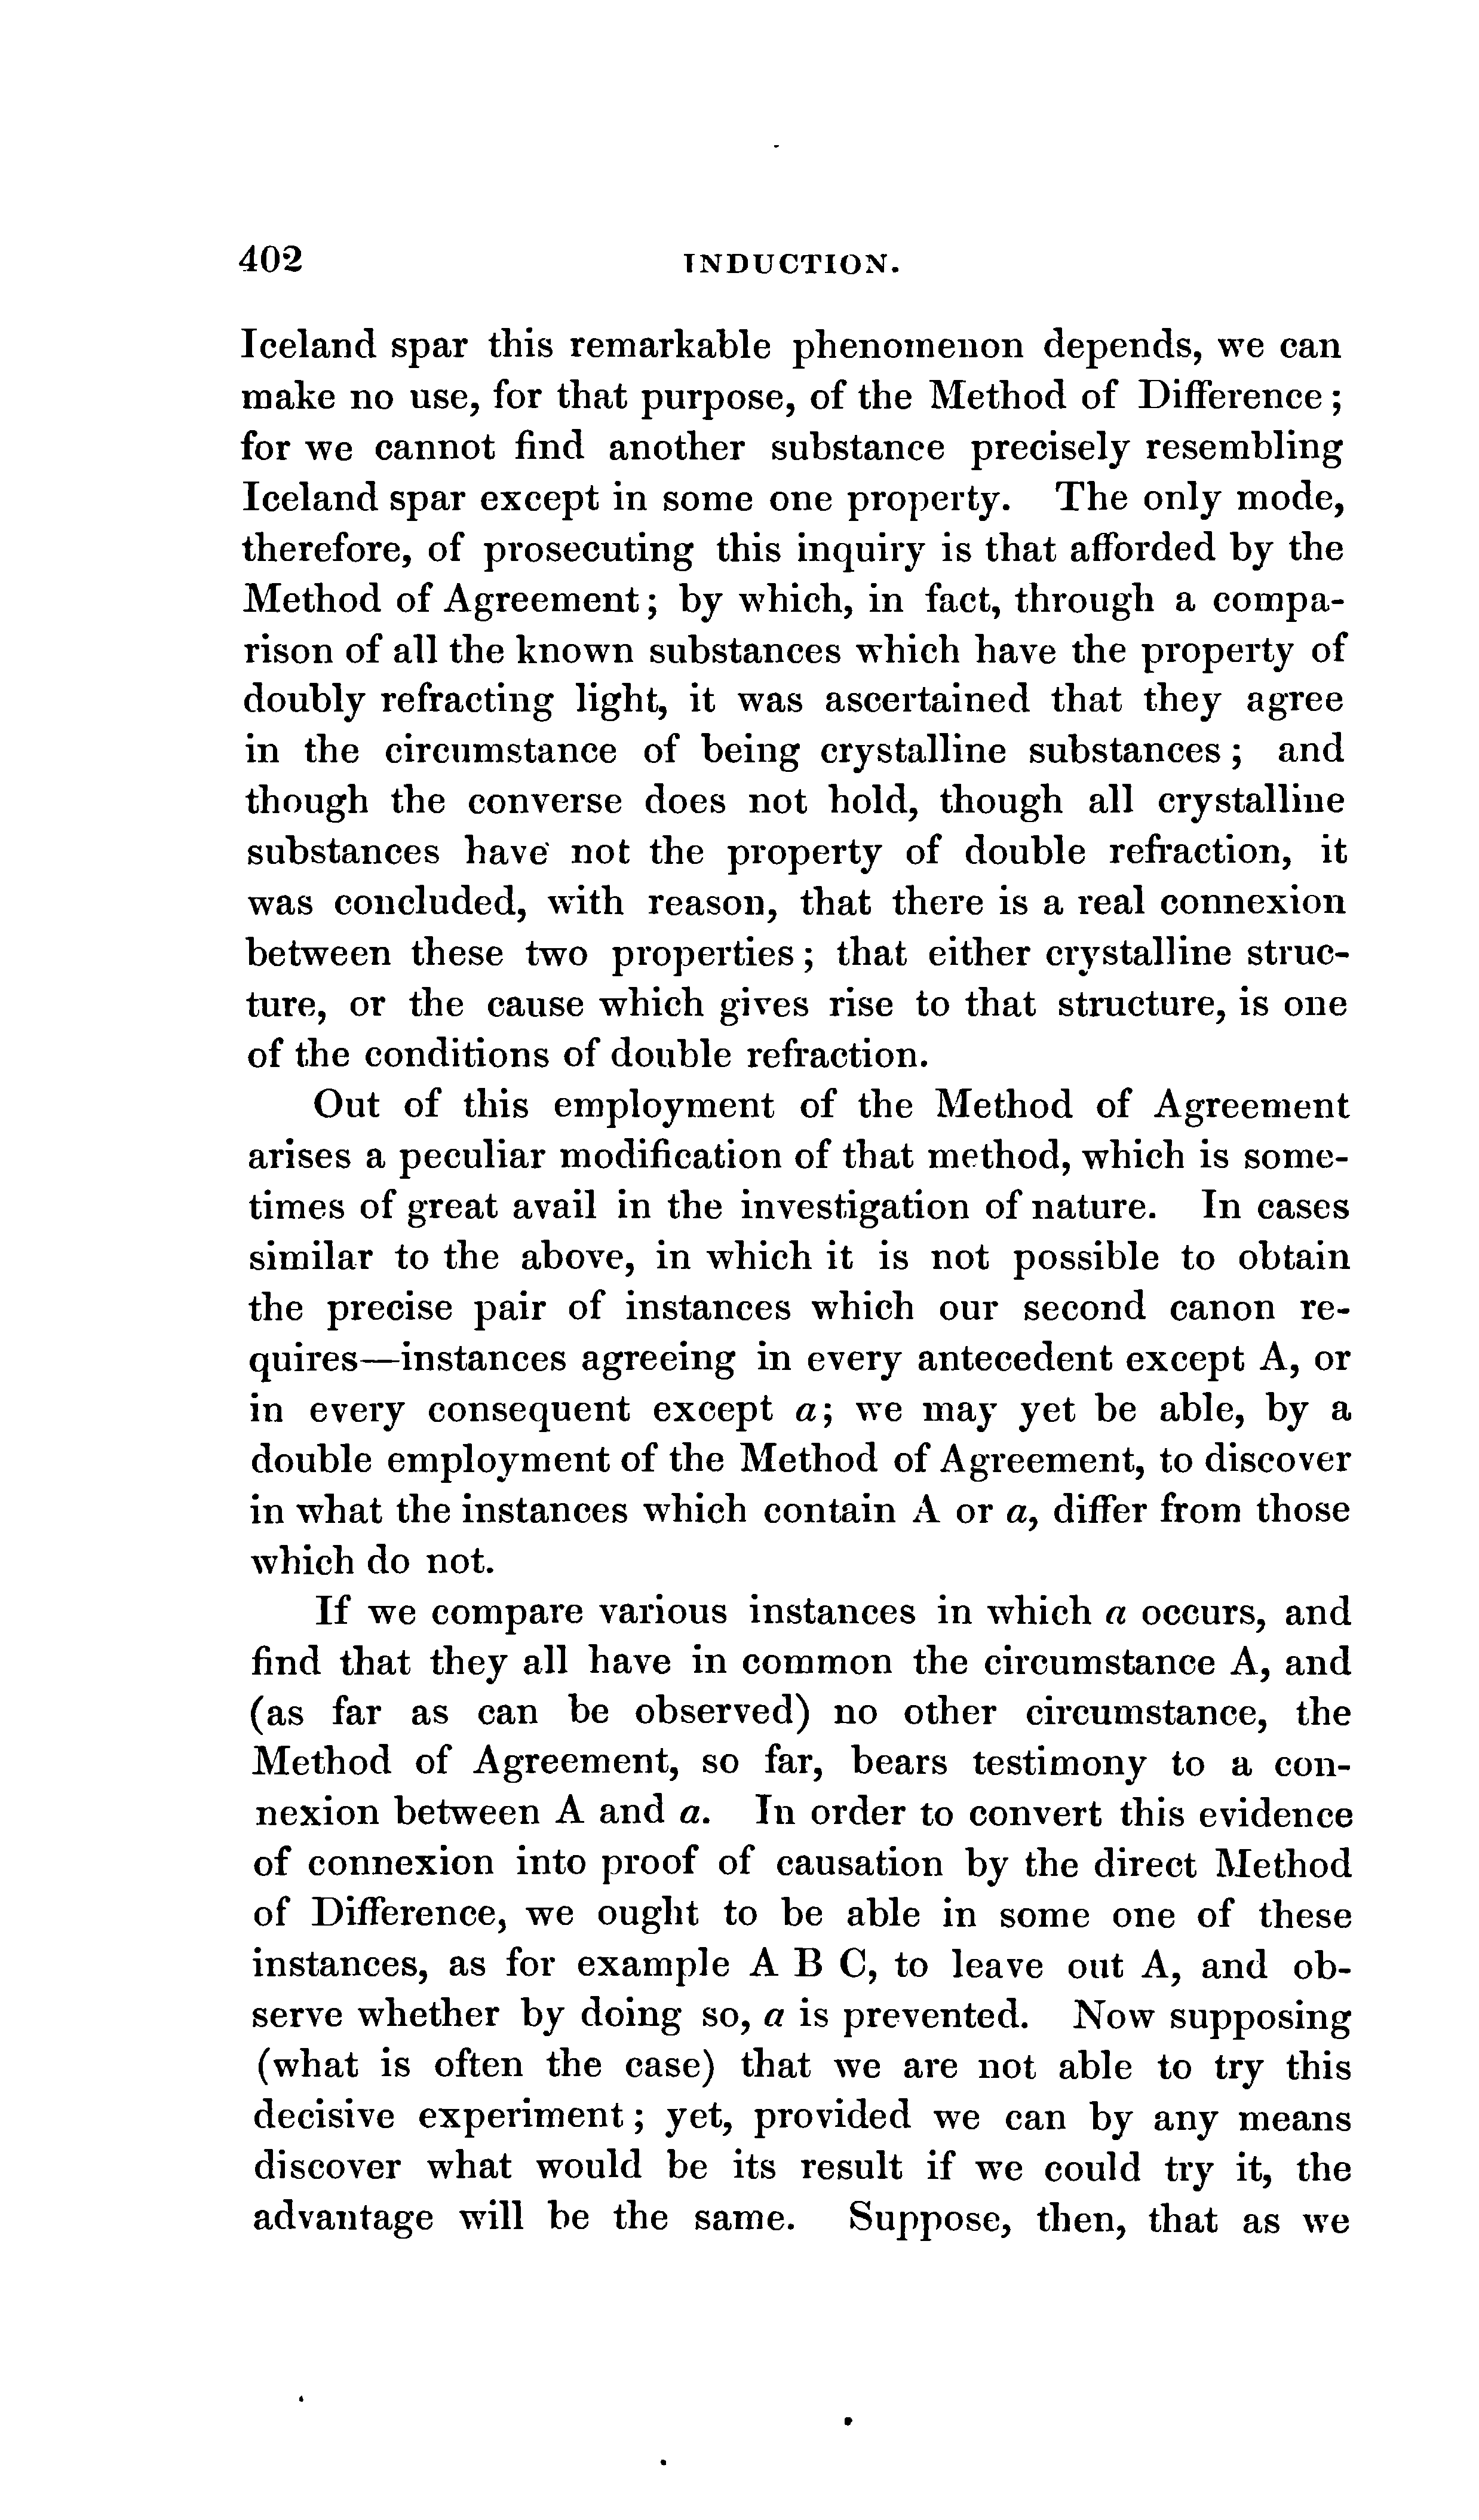 402
INDUCTION.
Iceland spar this remarkable phenomenon depends, we can
make no use, for that purpose, of the Method of Difference;
for we cannot find another substance precisely resembling
Iceland spar except in some one property. The only mode,
therefore, of prosecuting this inquiry is that afforded by the
Method of Agreement; by which, in fact, through a compa-
rison of all the known substances which have the property of
doubly refracting light, it was ascertained that they agree
in the circumstance of being crystalline substances; and
though the converse does not hold, though all crystalline
substances have not the property of double refraction, it
was concluded, with reason, that there is a real connexion
between these two properties; that either crystalline struc-
ture, or the cause which gives rise to that structure, is one
of the conditions of double refraction.
Out of this employment of the Method of Agreement
arises a peculiar modification of that method, which is some-
times of great avail in the investigation of nature. In cases
similar to the above, in which it is not possible to obtain
the precise pair of instances which our second canon re-
quires—instances agreeing in every antecedent except A, or
in every consequent except a; we may yet be able, by a
double employment of the Method of Agreement, to discover
in what the instances which contain A or a, differ from those
which do not.
If we compare various instances in which a occurs, and
find that they all have in common the circumstance A, and
(as far as can be observed) no other circumstance, the
Method of Agreement, so far, bears testimony to a con-
nexion between A and a. In order to convert this evidence
of connexion into proof of causation by the direct Method
of Difference, we ought to be able in some one of these
instances, as for example A B C, to leave out A, and ob-
serve whether by doing so, a is prevented. Now supposing
(what is often the case) that we are not able to try this
decisive experiment; yet, provided we can by any means
discover what would be its result if we could try it, the
advantage will be the same. Suppose, then, that as we